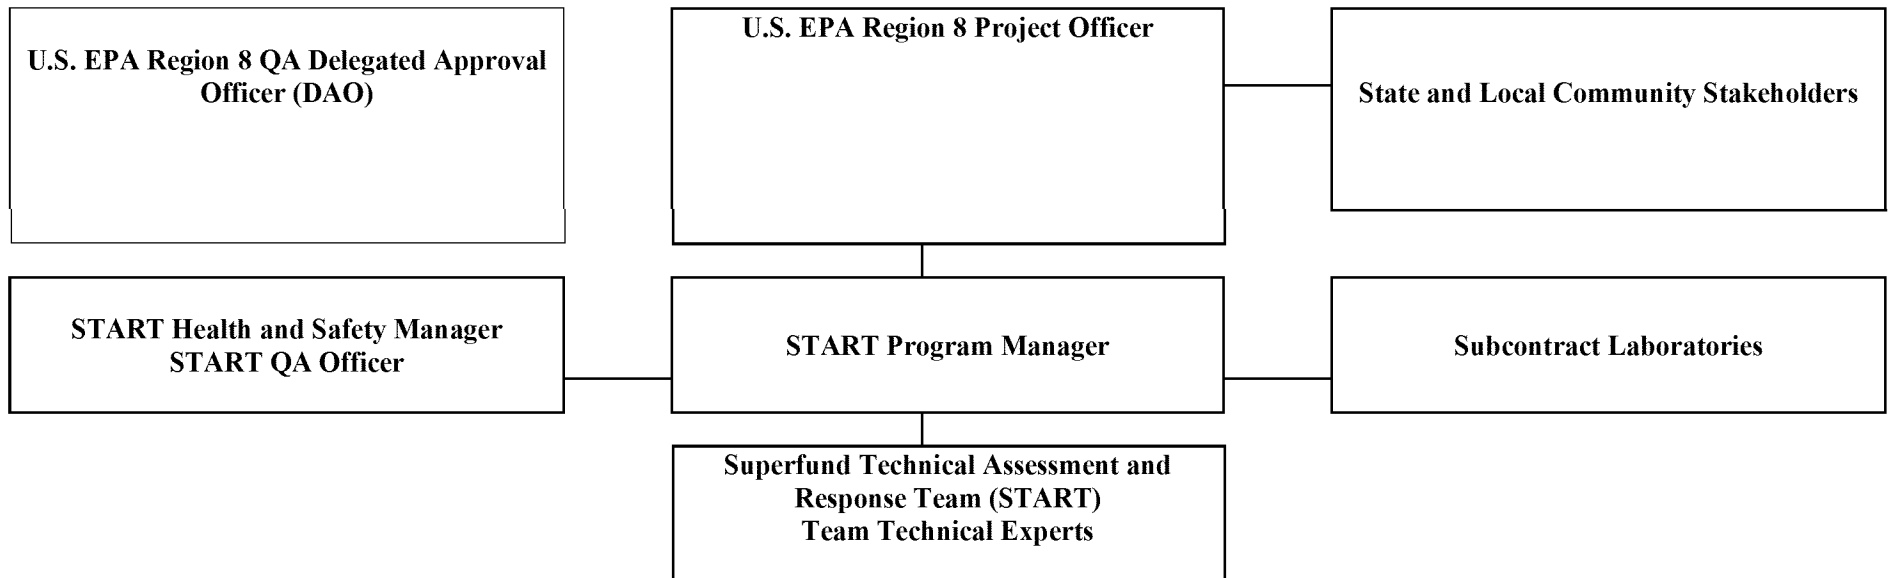 U.S. EPA Region 8 QA Delegated Approval
Officer (DAO)
U.S. EPA Region 8 Project Officer
State and Local Community Stakeholders
START Health and Safety Manager
START QA Officer
START Program Manager
Subcontract Laboratories
Superfund Technical Assessment and
Response Team (START)
Team Technical Experts